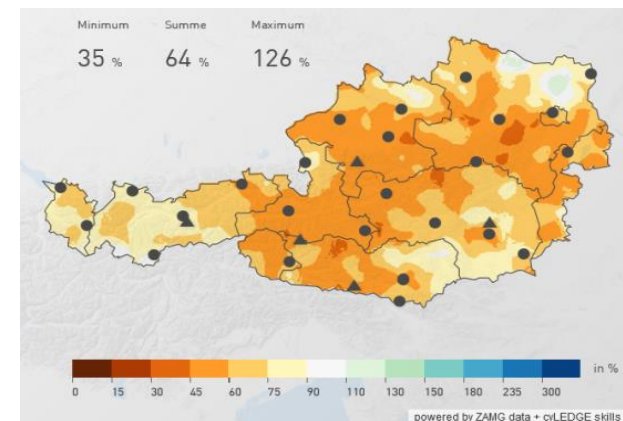 Minimum Summe Maximum
35 % 64 % 126 %
in %
0 15 30 45 60 75 90 110 130 150 180 235 300
powered by ZAMG data + cyLEDGE skills